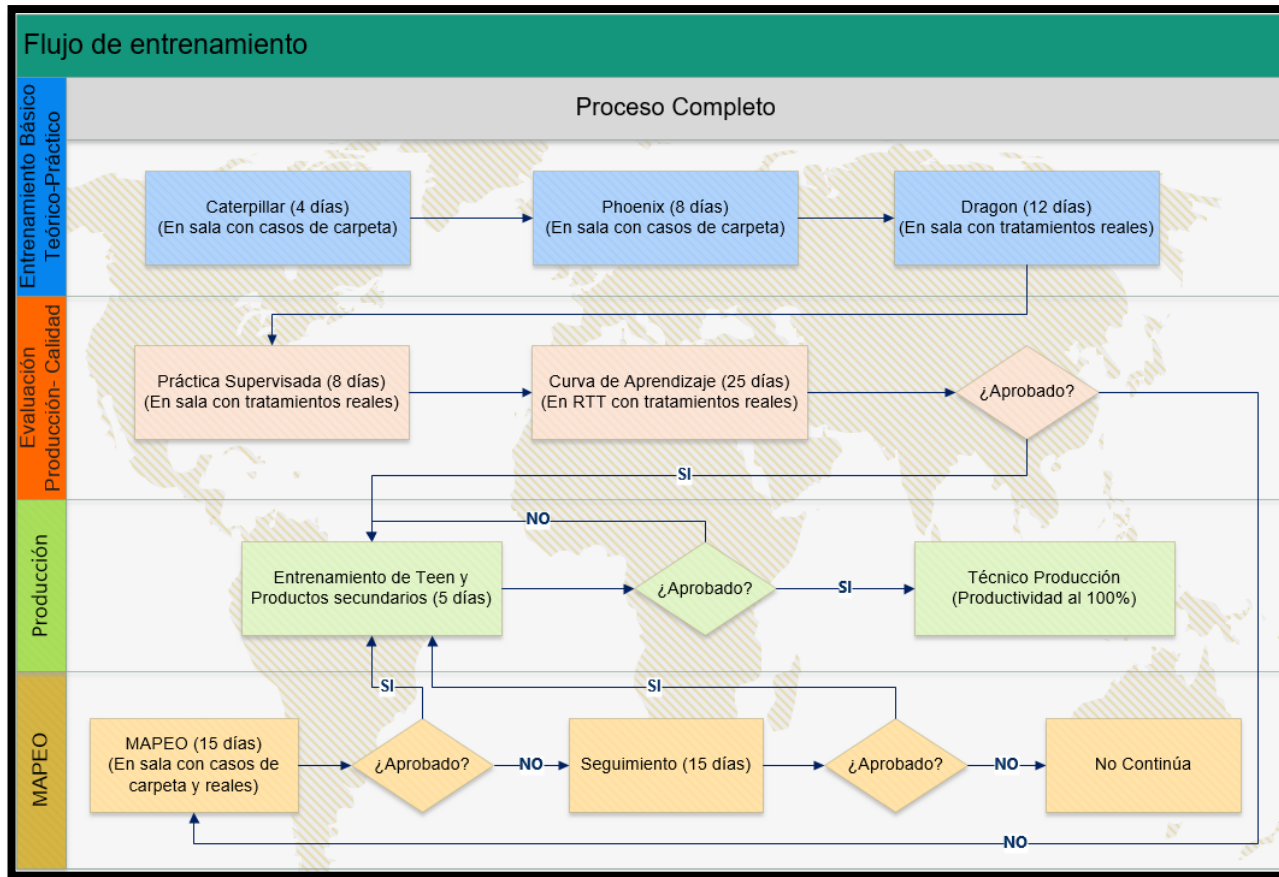 Flujo de entrenamiento
Proceso Completo
Entrenamiento Básico
Teórico-Práctico
Caterpillar (4 días)
(En sala con casos de carpeta)
Phoenix (8 días)
(En sala con casos de carpeta)
Dragon (12 días)
(En sala con tratamientos reales)
Evaluación
Producción- Calidad
Práctica Supervisada (8 días)
(En sala con tratamientos reales)
Curva de Aprendizaje (25 días)
(En RTT con tratamientos reales)
¿Aprobado?
SI
Producción
NO
Entrenamiento de Teen y
Productos secundarios (5 días)
¿Aprobado?
SI
Técnico Producción
(Productividad al 100%)
MAPEO
SI
SI
MAPEO (15 días)
(En sala con casos de
carpeta y reales)
¿Aprobado?
NO
Seguimiento (15 días)
¿Aprobado?
NO
No Continúa
NO